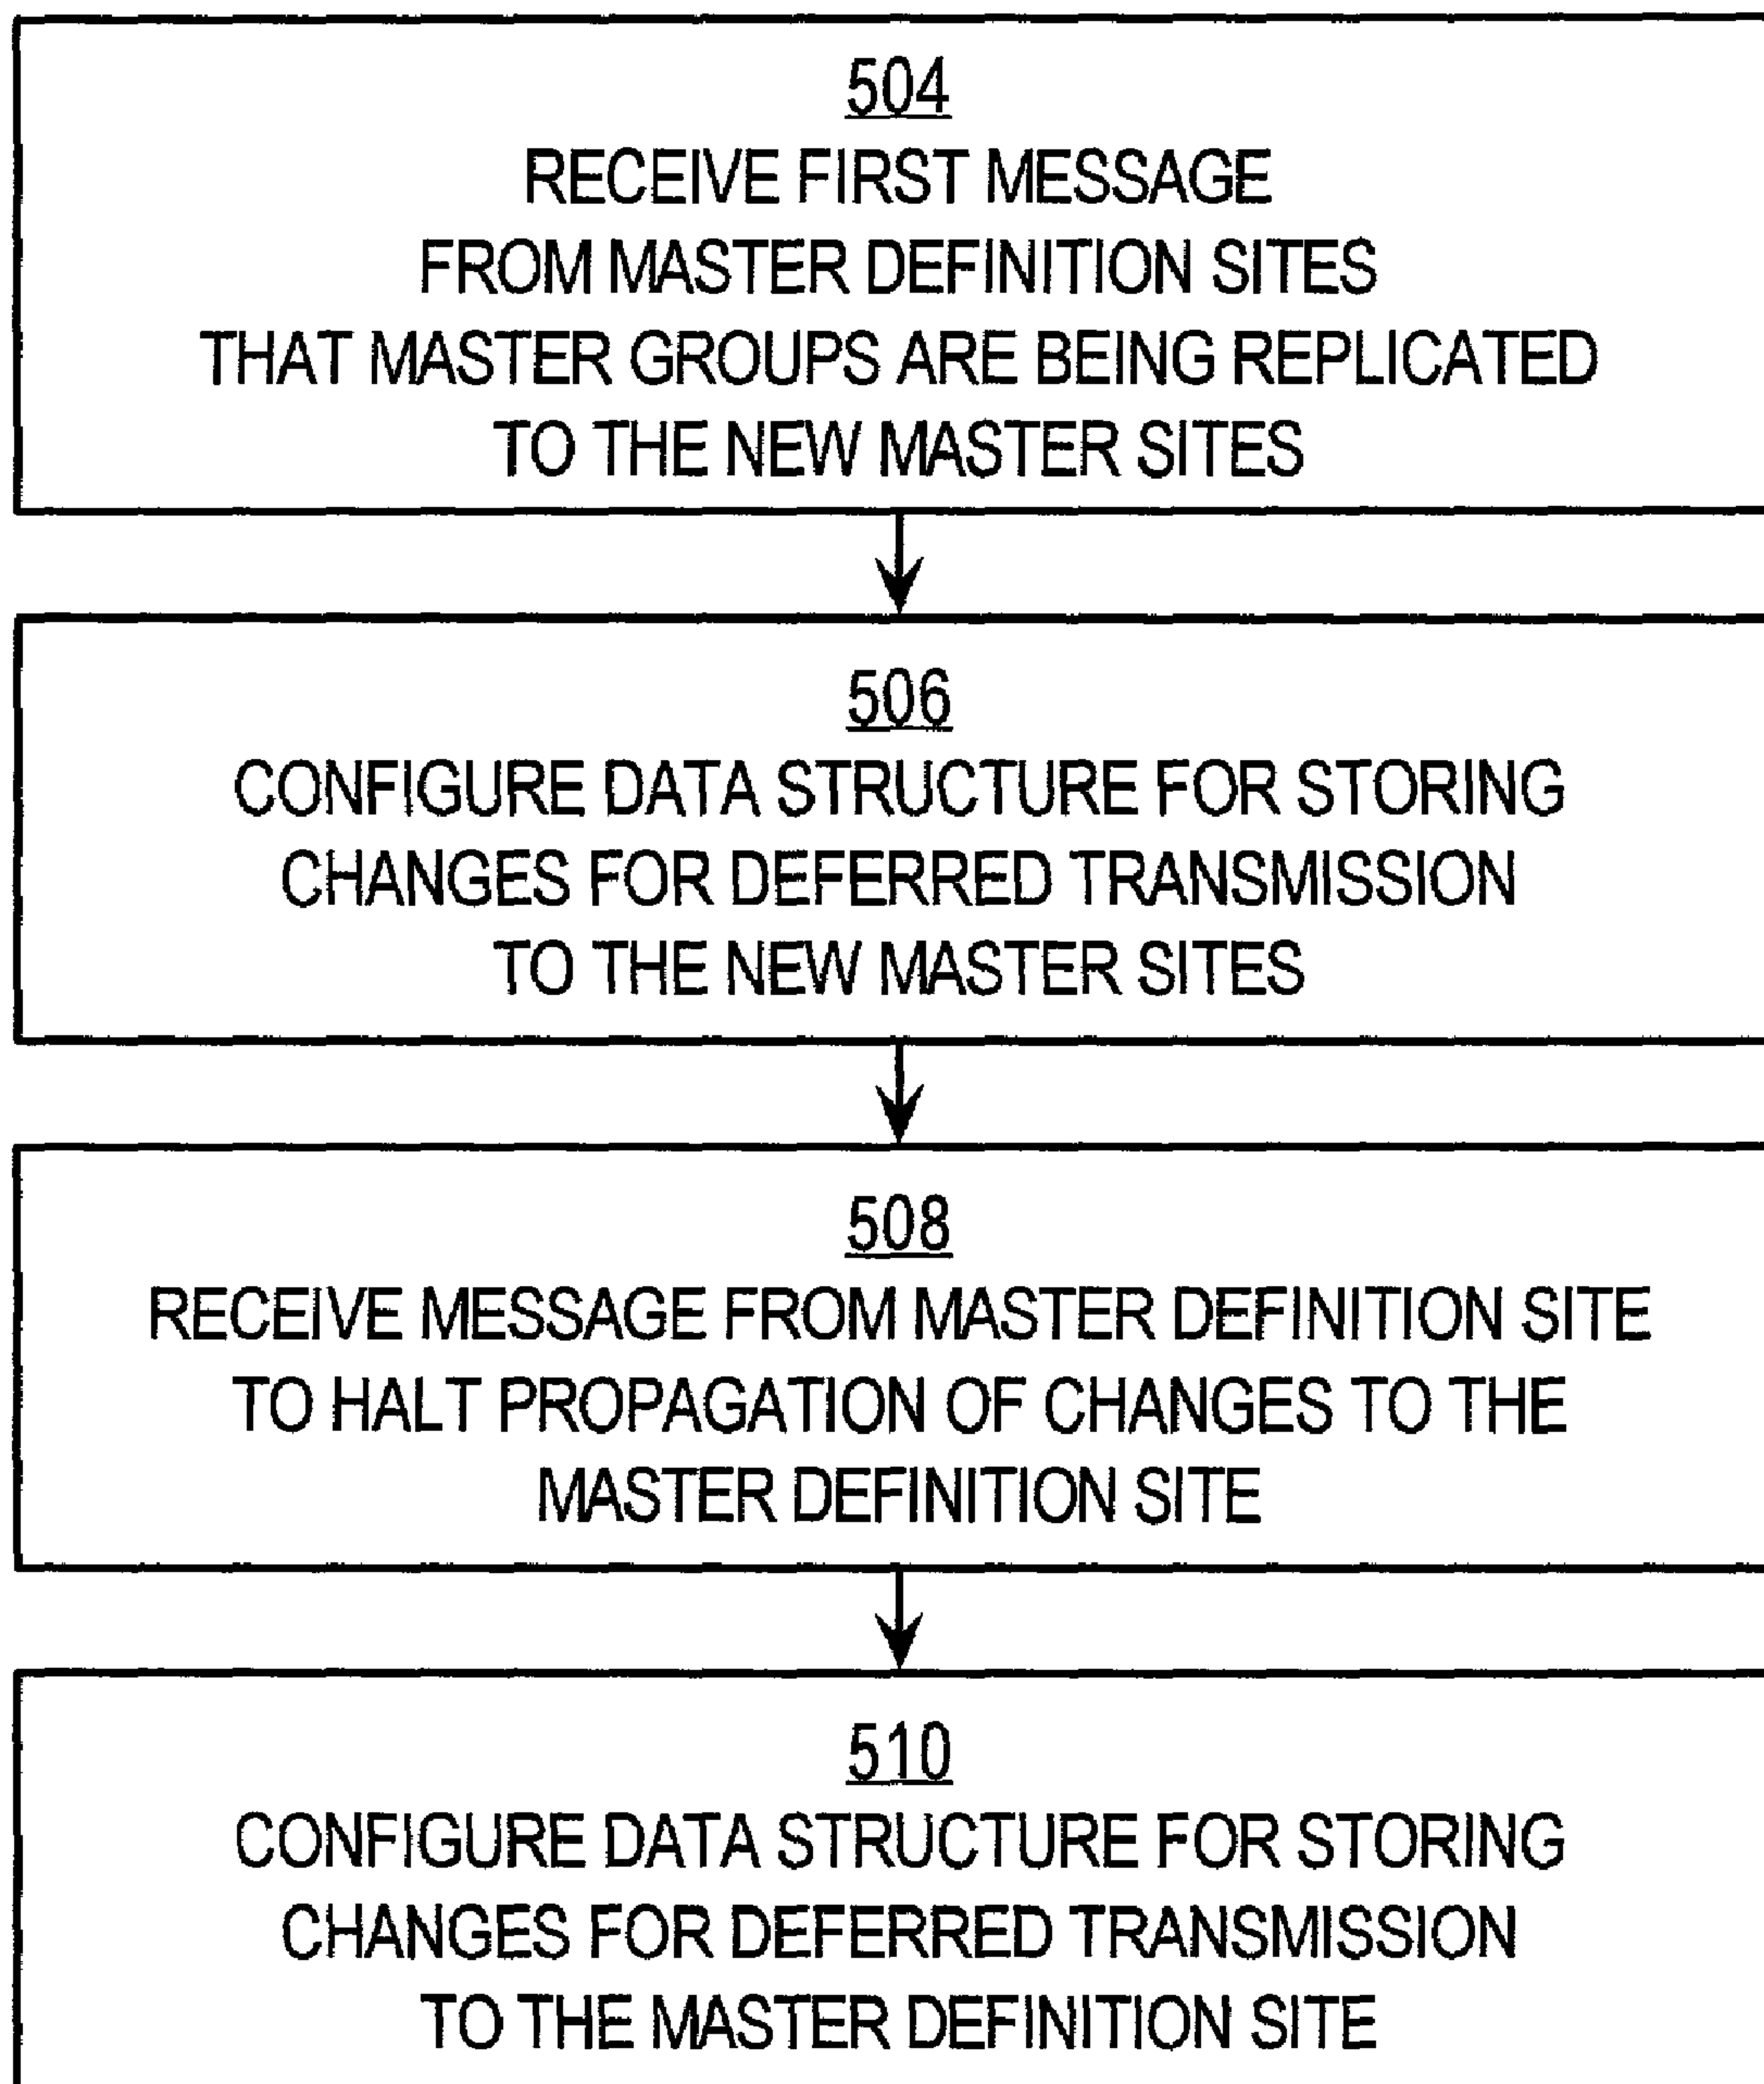 504
RECEIVE FIRST MESSAGE
FROM MASTER DEFINITION SITES
THAT MASTER GROUPS ARE BEING REPLICATED
TO THE NEW MASTER SITES
506
CONFIGURE DATA STRUCTURE FOR STORING
CHANGES FOR DEFERRED TRANSMISSION
TO THE NEW MASTER SITES
508
RECEIVE MESSAGE FROM MASTER DEFINITION SITE
TO HALT PROPAGATION OF CHANGES TO THE
MASTER DEFINITION SITE
510
CONFIGURE DATA STRUCTURE FOR STORING
CHANGES FOR DEFERRED TRANSMISSION
TO THE MASTER DEFINITION SITE